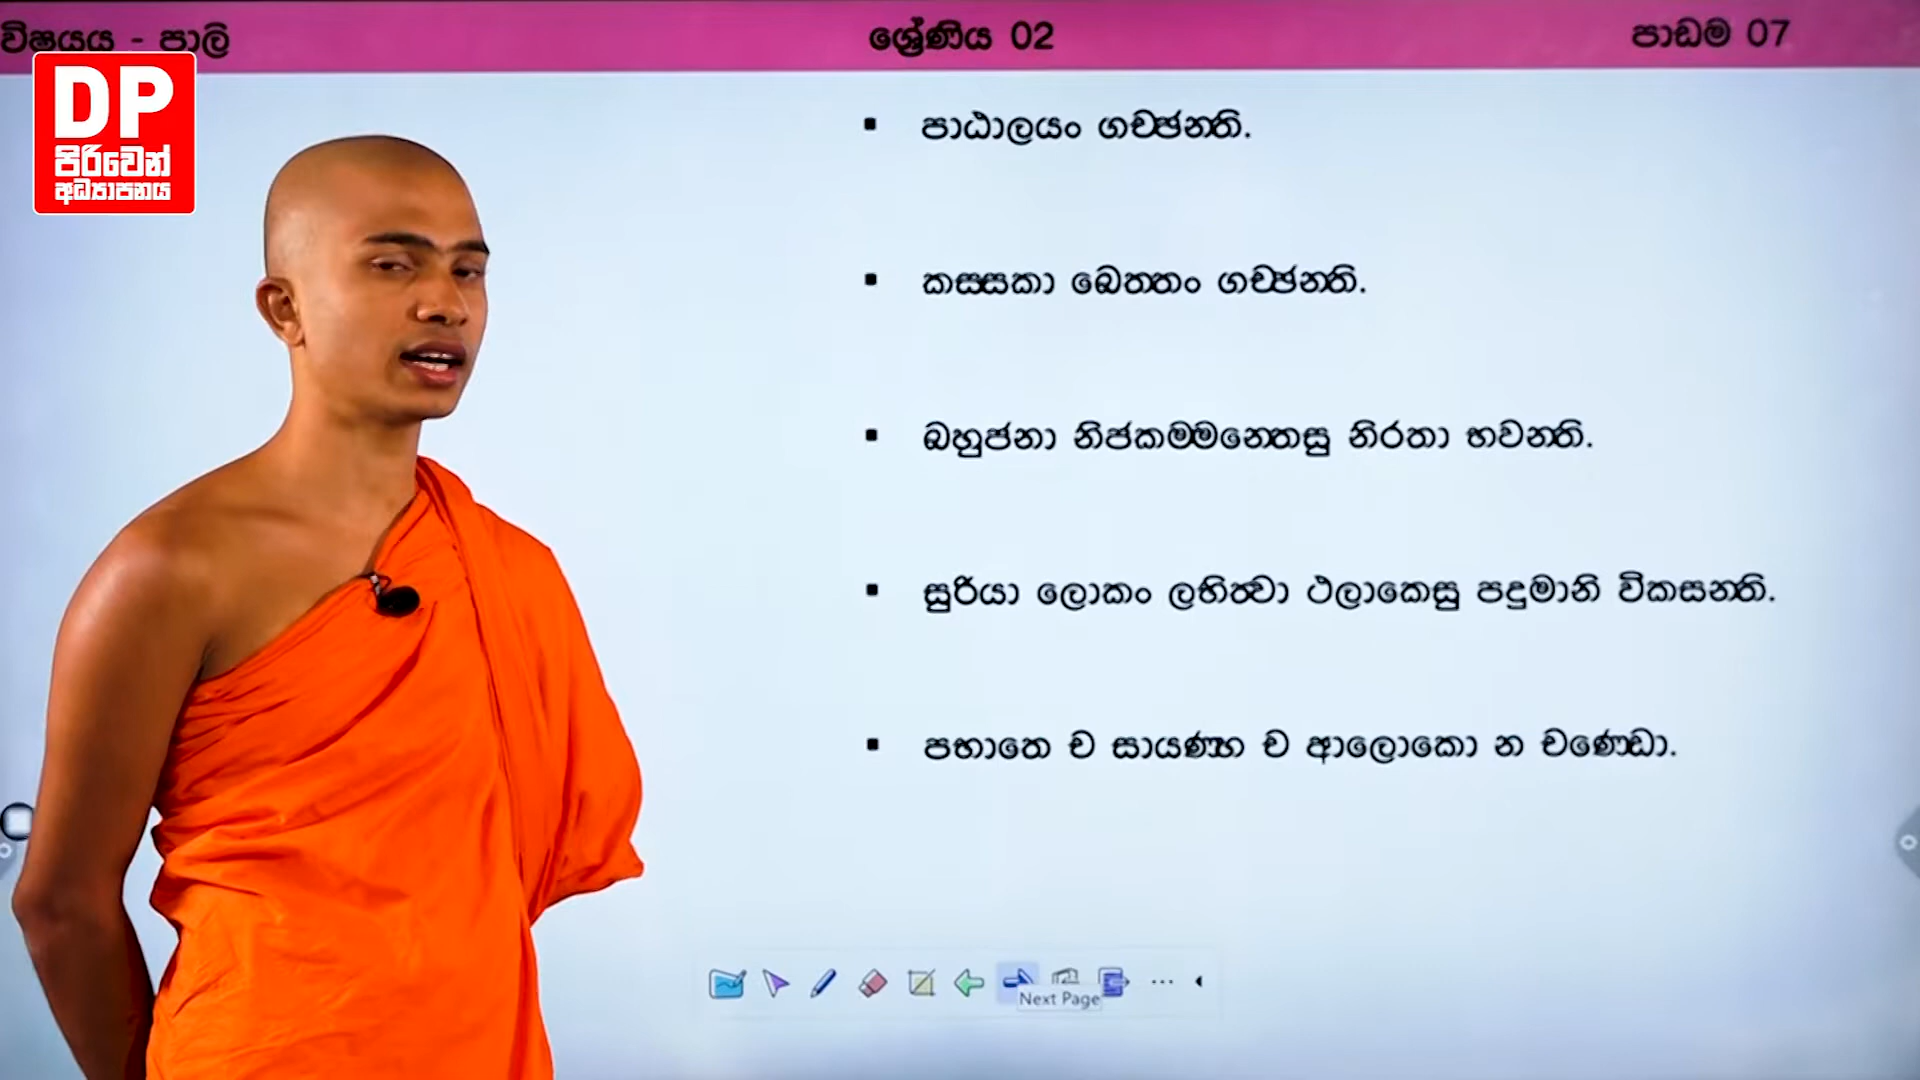 විෂයය - පාලි
ශ්‍රේණිය 02
පාඩම 07
DP
පිරිවෙන්
අධ්‍යාපනය
පාඨාලයං ගච්ඡන්ති.
කස්සකා ඛෙත්තං ගච්ඡන්ති.
බහුජනා නිජකම්මන්තෙසු නිරතා භවන්ති.
සුරියා ලොකං ලභිත්‍වා ථලාකෙසු පදුමානි විකසන්ති.
පභාතෙ ච සායණ්හ ච ආලොකො න චණ්ඩො.
Next Page